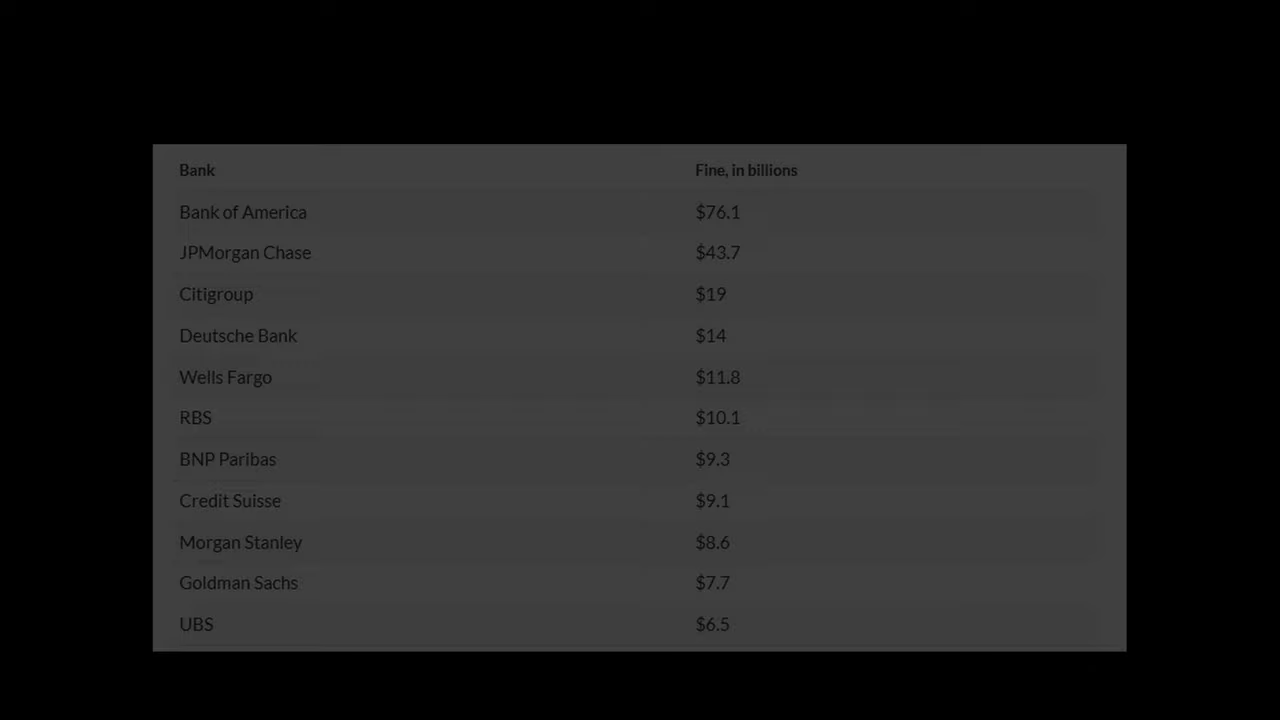 Bank Fine, in billions
Bank of America $76.1
JPMorgan Chase $43.7
Citigroup $19
Deutsche Bank $14
Wells Fargo $11.8
RBS $10.1
BNP Paribas $9.3
Credit Suisse $9.1
Morgan Stanley $8.6
Goldman Sachs $7.7
UBS $6.5